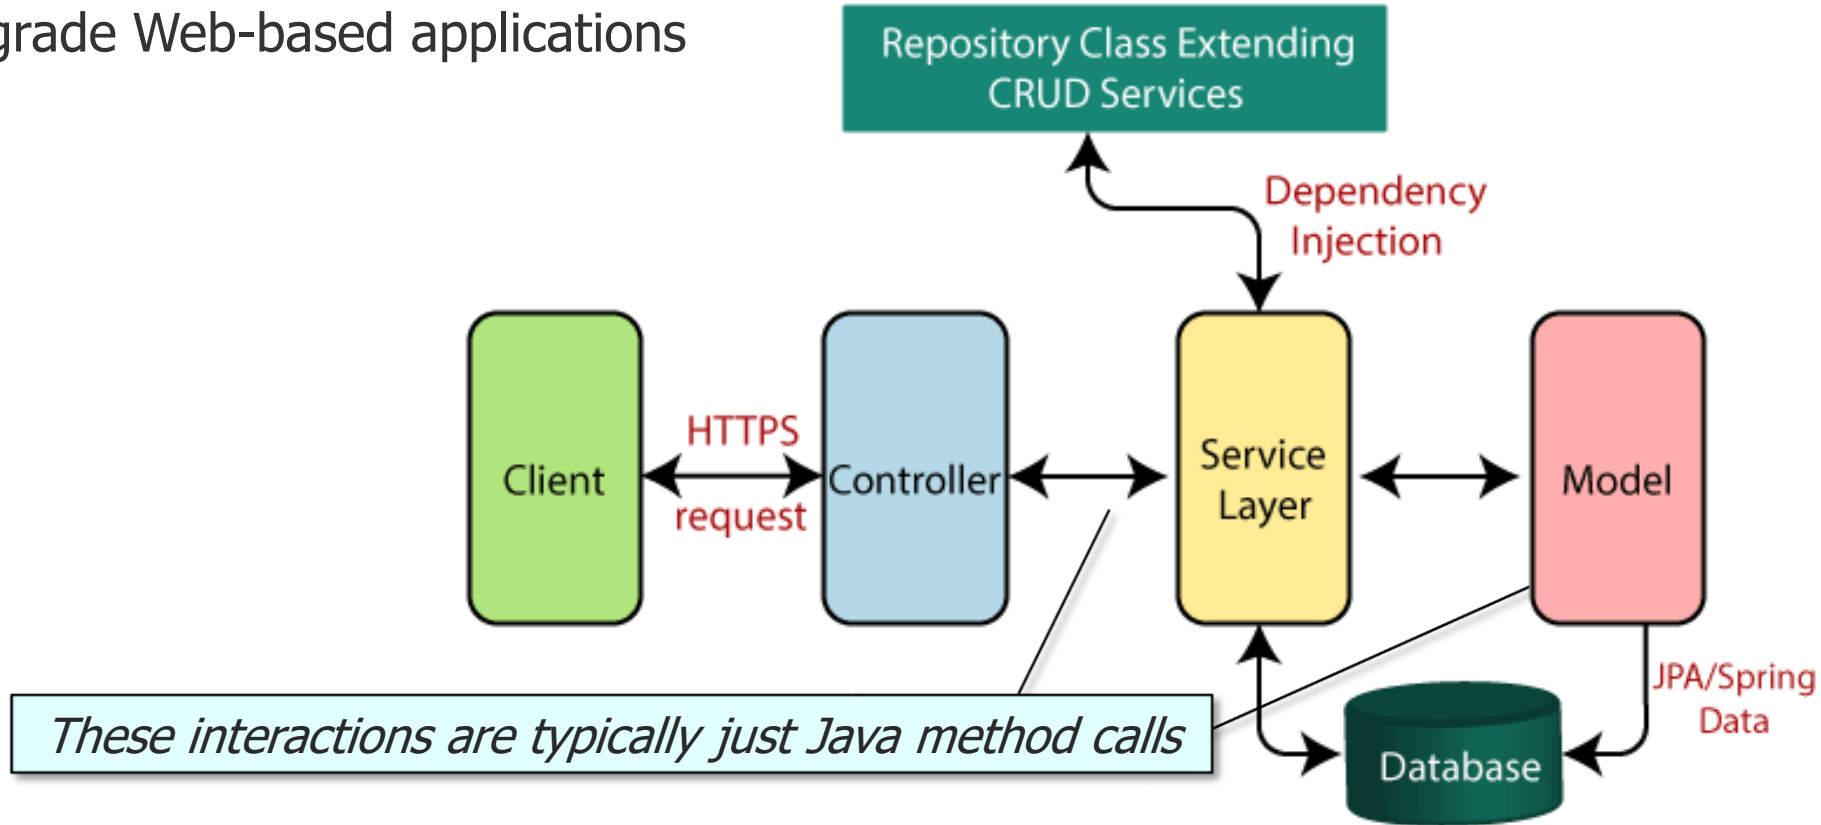 grade Web-based applications
Repository Class Extending
CRUD Services
Dependency
Injection
Client
HTTPS
request
Controller
Service
Layer
Model
These interactions are typically just Java method calls
JPA/Spring
Data
Database